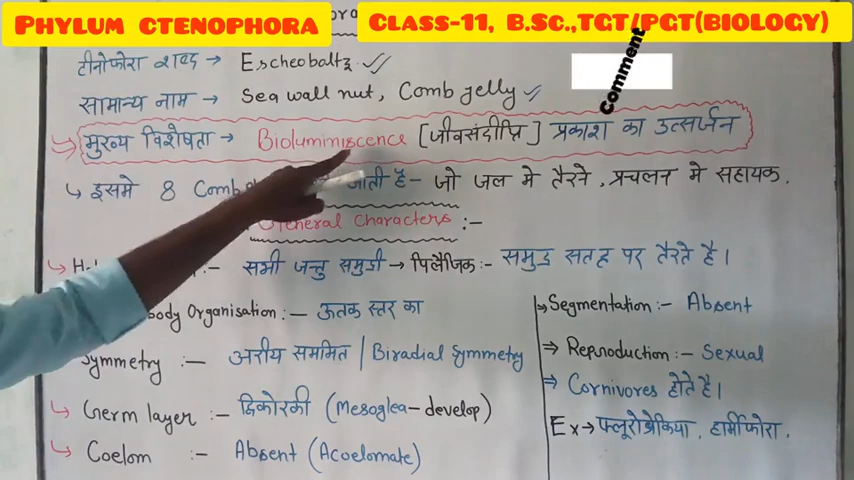 PHYLUM CTENOPHORA
CLASS-11, B.SC.,TGT/PGT(BIOLOGY)
Comment
टीनोफोरा शब्द → Escheoboltz
सामान्य नाम → Sea wall nut, Comb gelly
मुख्य विशेषता → Bioluminiscence [जीवसंदीप्ति] प्रकाश का उत्सर्जन
इसमे 8 Comb जाती है - जो जल मे तैरने, प्रचलन मे सहायक.
General Characters :-
:- सभी जन्तु समुद्री → पिलैजिक :- समुद्र सतह पर तैरते है।
body Organisation :- ऊतक स्तर का
Symmetry :- अरीय सममित / Biradial Symmetry
Germ layer :- द्विकोरकी (Mesoglea - develop)
Coelom :- Absent (Acoelomate)
→ Segmentation :- Absent
⇒ Reproduction :- Sexual
⇒ Cornivores होते है।
Ex → फ्लूरोब्रेकिया, हार्मीफोरा.